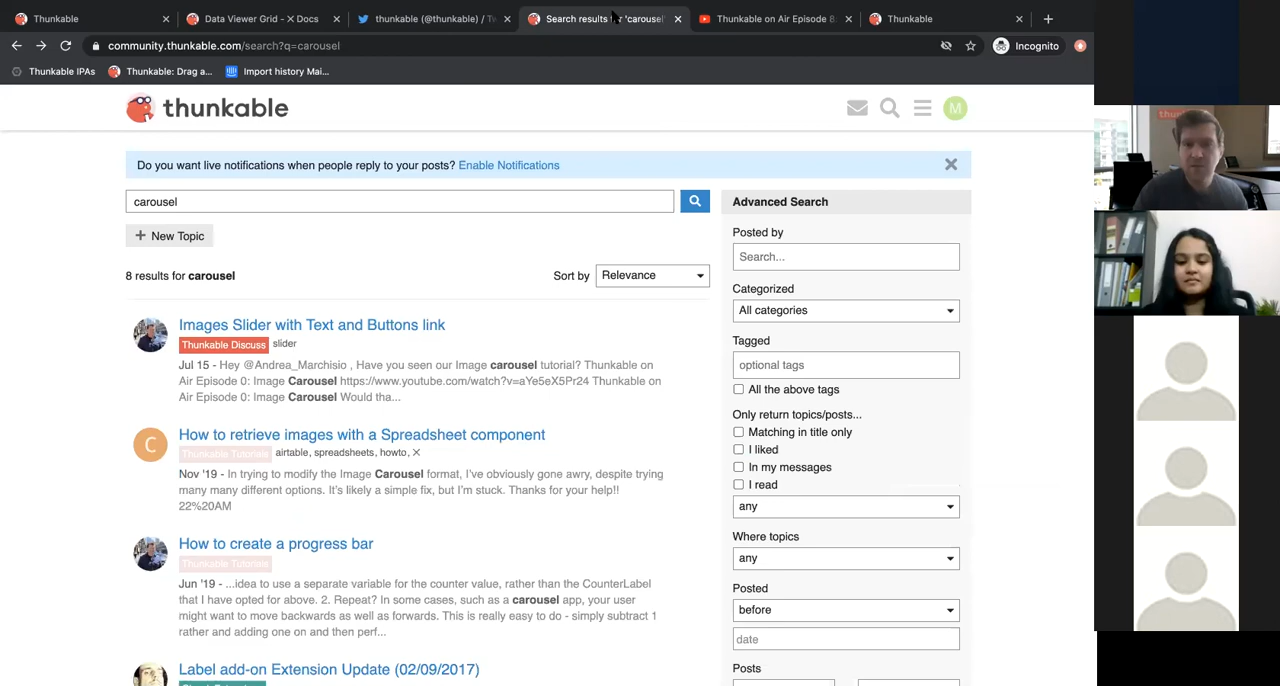 Thunkable
Data Viewer Grid - X Docs
thunkable (@thunkable) / Tw
Search results for 'carousel'
Thunkable on Air Episode 8
Thunkable
community.thunkable.com/search?q=carousel
Incognito
Thunkable IPAs
Thunkable: Drag a...
Import history Mai...
thunkable
M
Do you want live notifications when people reply to your posts? Enable Notifications
carousel
+ New Topic
8 results for carousel
Sort by
Relevance
Images Slider with Text and Buttons link
Thunkable Discuss slider
Jul 15 - Hey @Andrea_Marchisio , Have you seen our Image carousel tutorial? Thunkable on
Air Episode 0: Image Carousel https://www.youtube.com/watch?v=aYe5eX5Pr24 Thunkable on
Air Episode 0: Image Carousel Would tha...
C
How to retrieve images with a Spreadsheet component
Thunkable Tutorials airtable, spreadsheets, howto, X
Nov '19 - In trying to modify the Image Carousel format, I've obviously gone awry, despite trying
many many different options. It's likely a simple fix, but I'm stuck. Thanks for your help!!
22%20AM
How to create a progress bar
Thunkable Tutorials
Jun '19 - ...idea to use a separate variable for the counter value, rather than the CounterLabel
that I have opted for above. 2. Repeat? In some cases, such as a carousel app, your user
might want to move backwards as well as forwards. This is really easy to do - simply subtract 1
rather and adding one on and then perf...
Label add-on Extension Update (02/09/2017)
Advanced Search
Posted by
Search...
Categorized
All categories
Tagged
optional tags
All the above tags
Only return topics/posts...
Matching in title only
I liked
In my messages
I read
any
Where topics
any
Posted
before
date
Posts